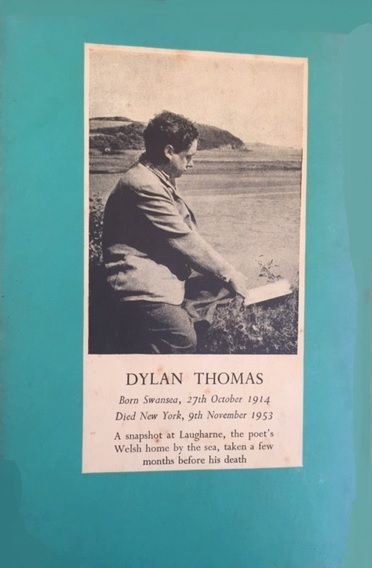 DYLAN THOMAS
Born Swansea, 27th October 1914
Died New York, 9th November 1953
A snapshot at Laugharne, the poet's
Welsh home by the sea, taken a few
months before his death